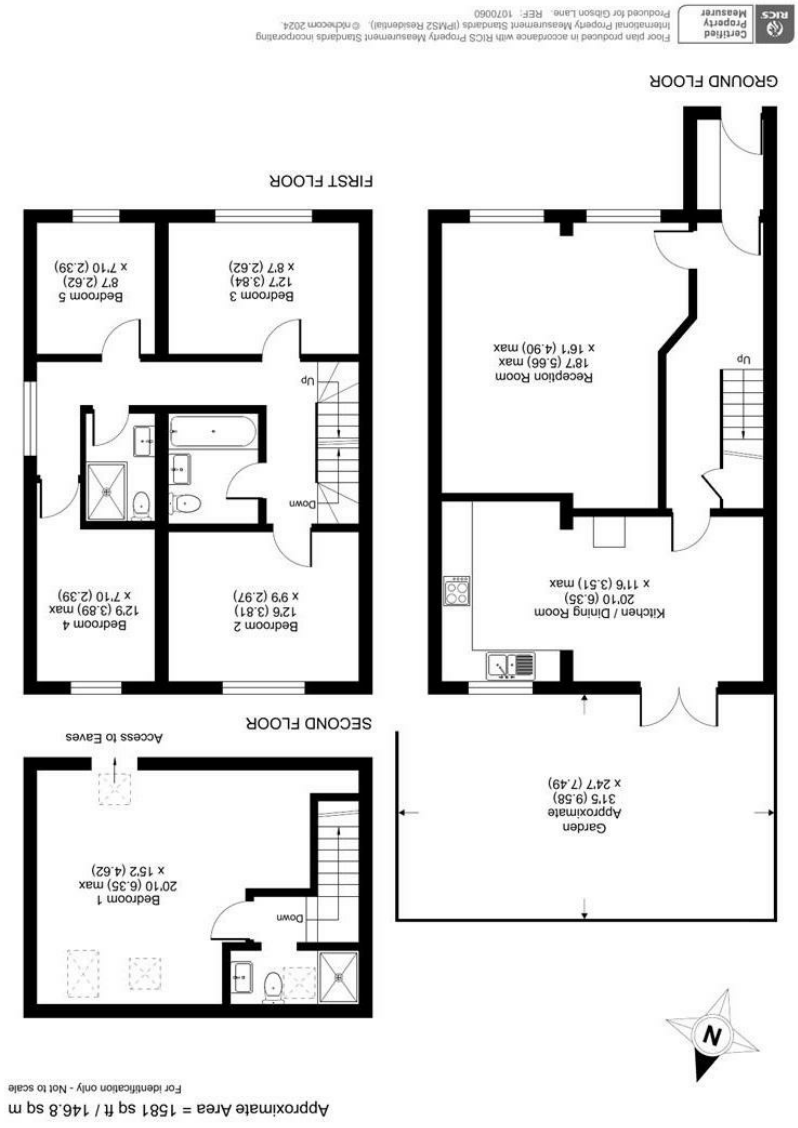 Approximate Area = 1581 sq ft / 146.8 sq m
For identification only - Not to scale
N
Garden
Approximate
31'5 (9.58)
x 24'7 (7.49)
Down
Bedroom 1
20'10 (6.35) max
x 15'2 (4.62)
Access to Eaves
SECOND FLOOR
Kitchen / Dining Room
20'10 (6.35)
x 11'6 (3.51) max
Up
Reception Room
18'7 (5.66) max
x 16'1 (4.90) max
GROUND FLOOR
Bedroom 2
12'6 (3.81)
x 9'9 (2.97)
Bedroom 4
12'9 (3.89) max
x 7'10 (2.39)
Down
Up
Bedroom 3
12'7 (3.84)
x 8'7 (2.62)
Bedroom 5
8'7 (2.62)
x 7'10 (2.39)
FIRST FLOOR
RICS
Certified
Property
Measurer
Floor plan produced in accordance with RICS Property Measurement Standards incorporating
International Property Measurement Standards (IPMS2 Residential). © nichecom 2024.
Produced for Gibson Lane. REF: 1070060